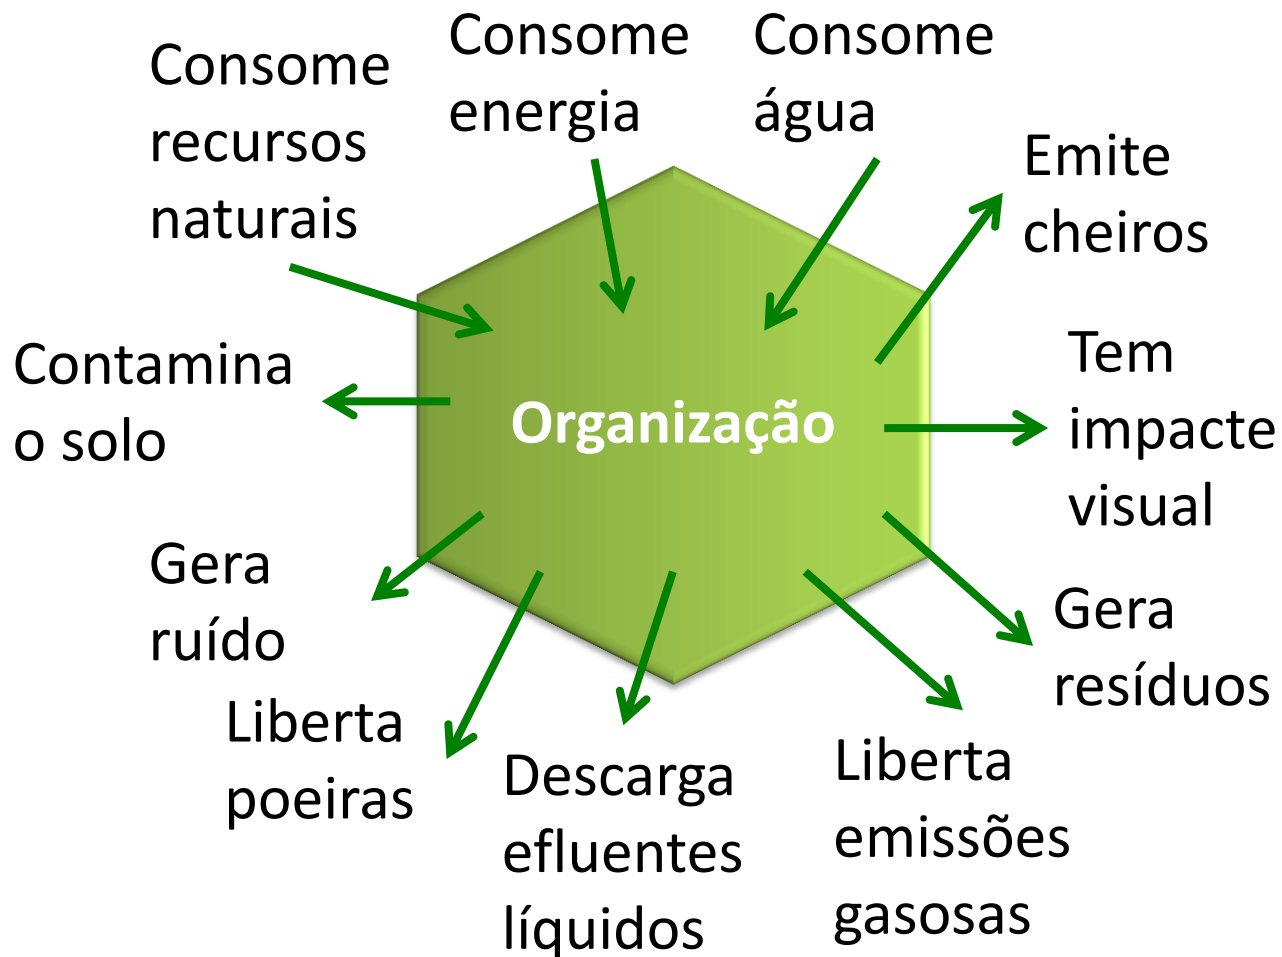 Consome
recursos
naturais
Consome
energia
Consome
água
Emite
cheiros
Contamina
o solo
Organização
Tem
impacte
visual
Gera
ruído
Gera
resíduos
Liberta
poeiras
Descarga
efluentes
líquidos
Liberta
emissões
gasosas